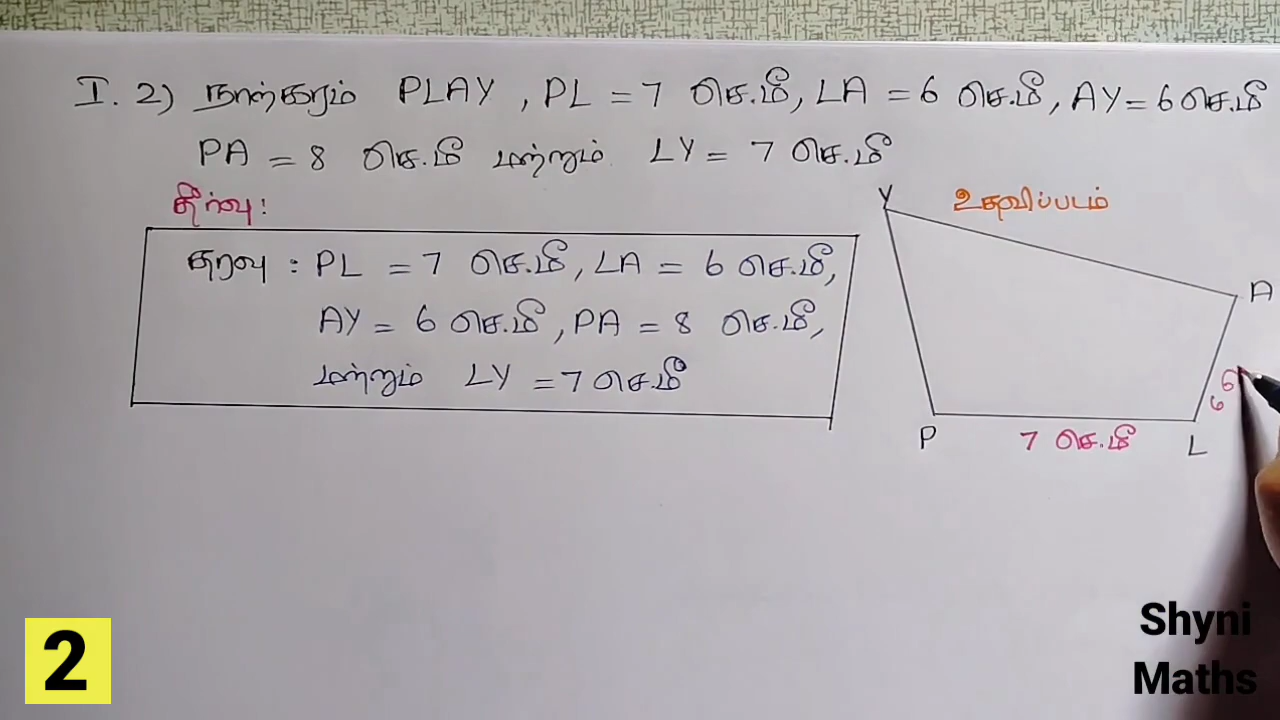 I. 2) நாற்கரம் PLAY , PL = 7 செ.மீ, LA = 6 செ.மீ, AY = 6 செ.மீ
PA = 8 செ.மீ மற்றும் LY = 7 செ.மீ
தீர்வு :
உதவிப்படம்
தரவு : PL = 7 செ.மீ, LA = 6 செ.மீ,
AY = 6 செ.மீ, PA = 8 செ.மீ,
மற்றும் LY = 7 செ.மீ
Y
A
6
P
7 செ.மீ
L
2
Shyni
Maths